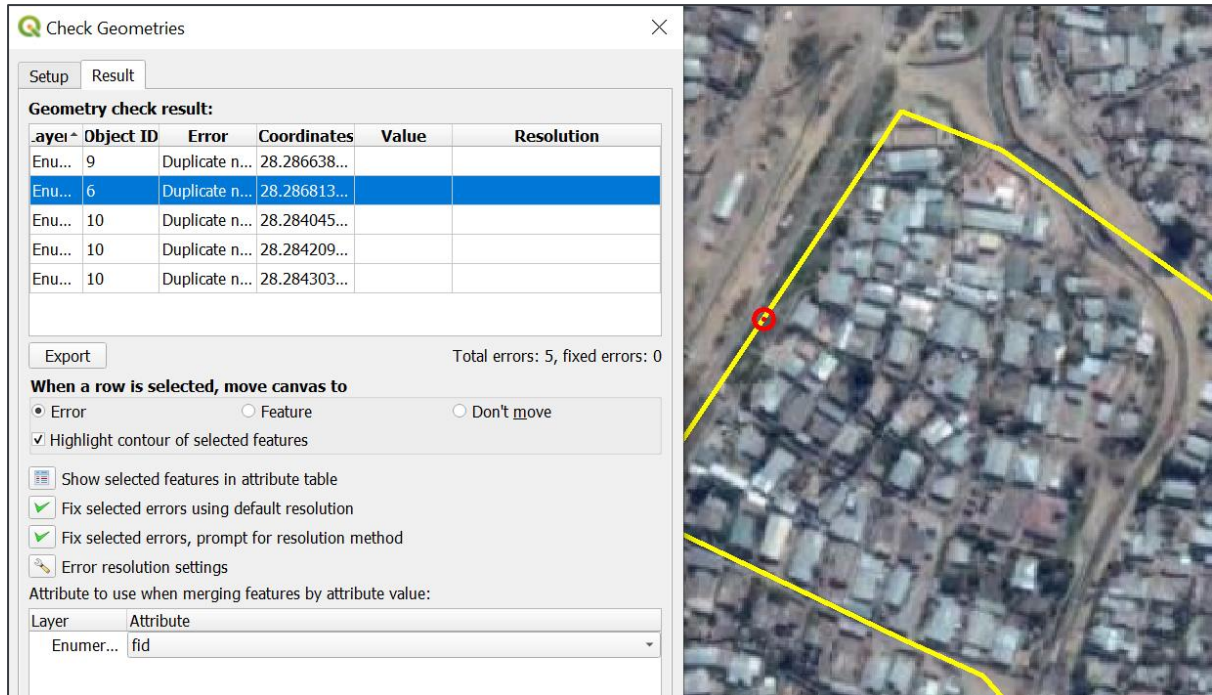 Check Geometries
Setup Result
Geometry check result:
.ayer Object ID Error Coordinates Value Resolution
Enu... 9 Duplicate n... 28.286638...
Enu... 6 Duplicate n... 28.286813...
Enu... 10 Duplicate n... 28.284045...
Enu... 10 Duplicate n... 28.284209...
Enu... 10 Duplicate n... 28.284303...
Export Total errors: 5, fixed errors: 0
When a row is selected, move canvas to
Error Feature Don't move
Highlight contour of selected features
Show selected features in attribute table
Fix selected errors using default resolution
Fix selected errors, prompt for resolution method
Error resolution settings
Attribute to use when merging features by attribute value:
Layer Attribute
Enumer... fid